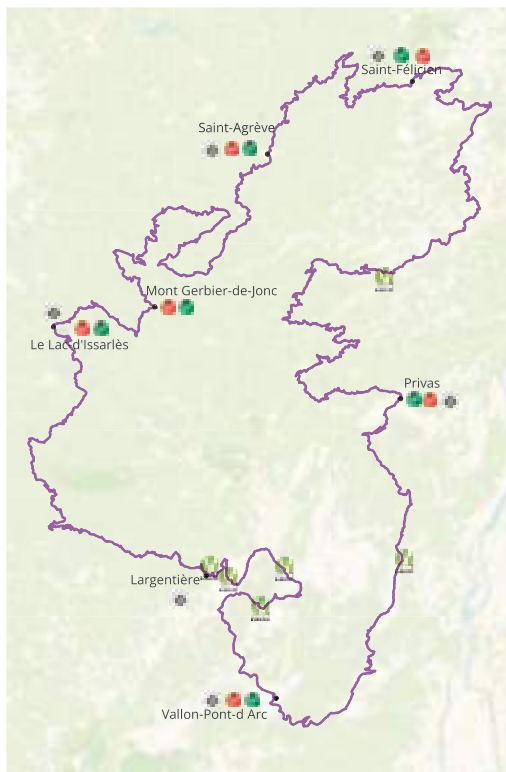 Saint-Félicien
Saint-Agrève
Mont Gerbier-de-Jonc
Le Lac-d'Issarlès
Privas
Largentière
Vallon-Pont-d Arc